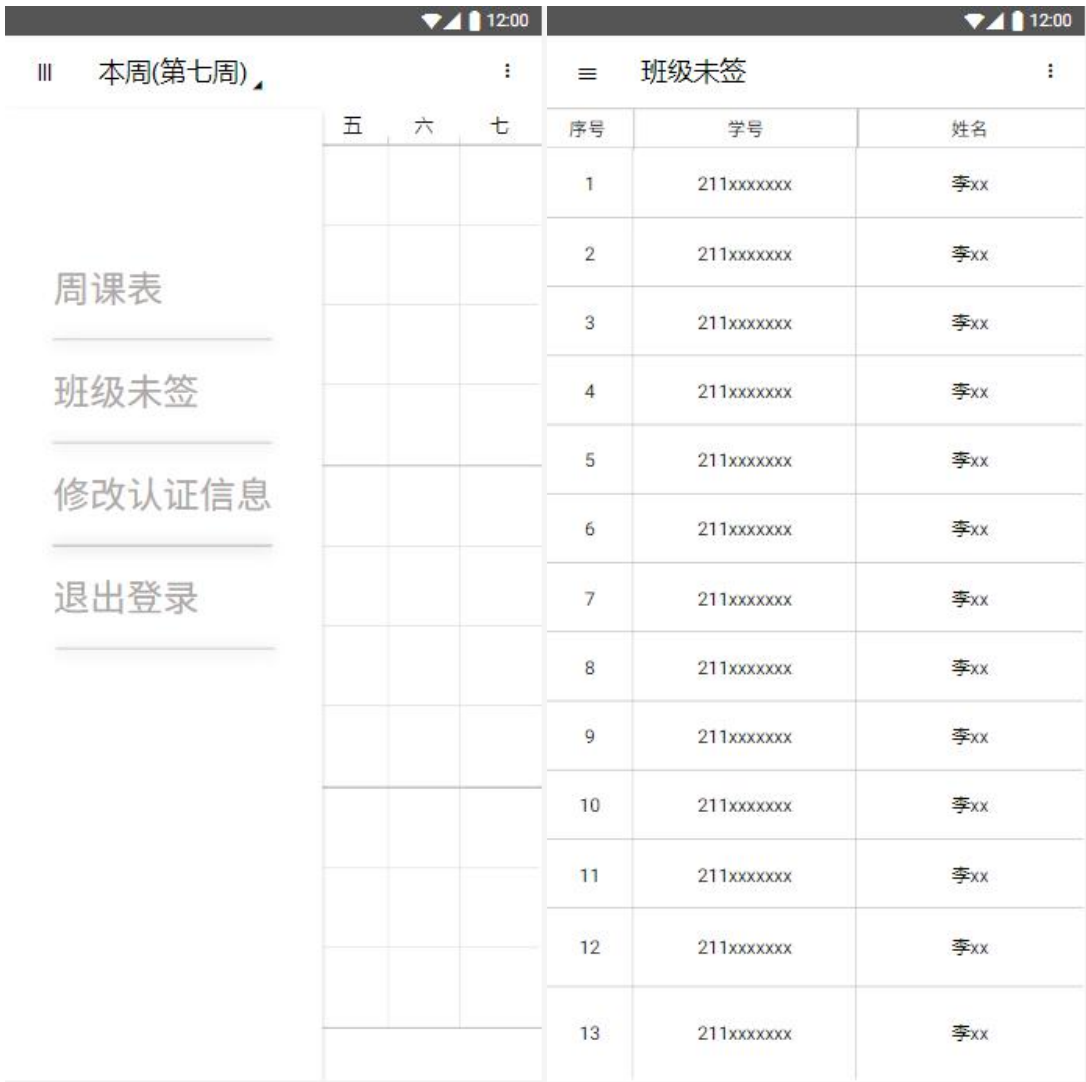 12:00
本周(第七周)
五 六 七
周课表
班级未签
修改认证信息
退出登录
12:00
班级未签
序号 学号 姓名
1 211xxxxxxx 李xx
2 211xxxxxxx 李xx
3 211xxxxxxx 李xx
4 211xxxxxxx 李xx
5 211xxxxxxx 李xx
6 211xxxxxxx 李xx
7 211xxxxxxx 李xx
8 211xxxxxxx 李xx
9 211xxxxxxx 李xx
10 211xxxxxxx 李xx
11 211xxxxxxx 李xx
12 211xxxxxxx 李xx
13 211xxxxxxx 李xx